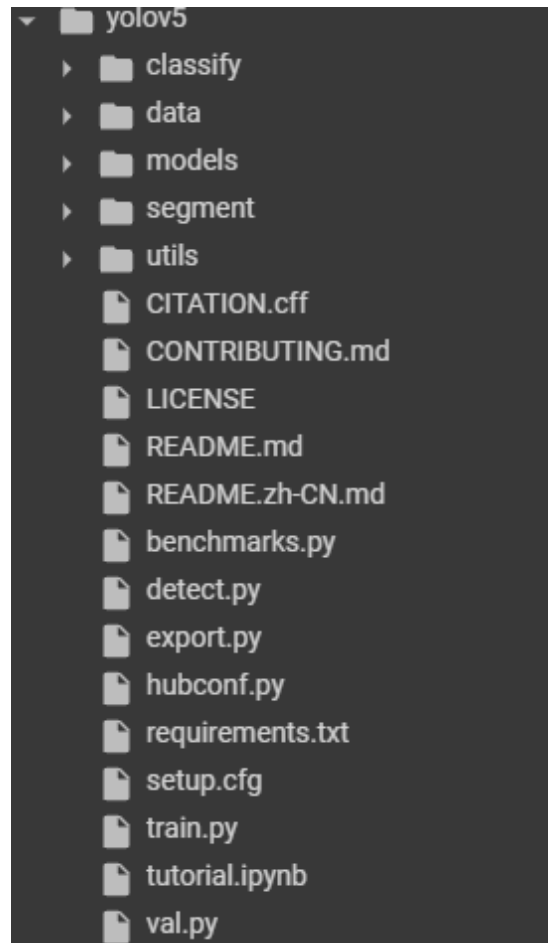 yolov5
classify
data
models
segment
utils
CITATION.cff
CONTRIBUTING.md
LICENSE
README.md
README.zh-CN.md
benchmarks.py
detect.py
export.py
hubconf.py
requirements.txt
setup.cfg
train.py
tutorial.ipynb
val.py